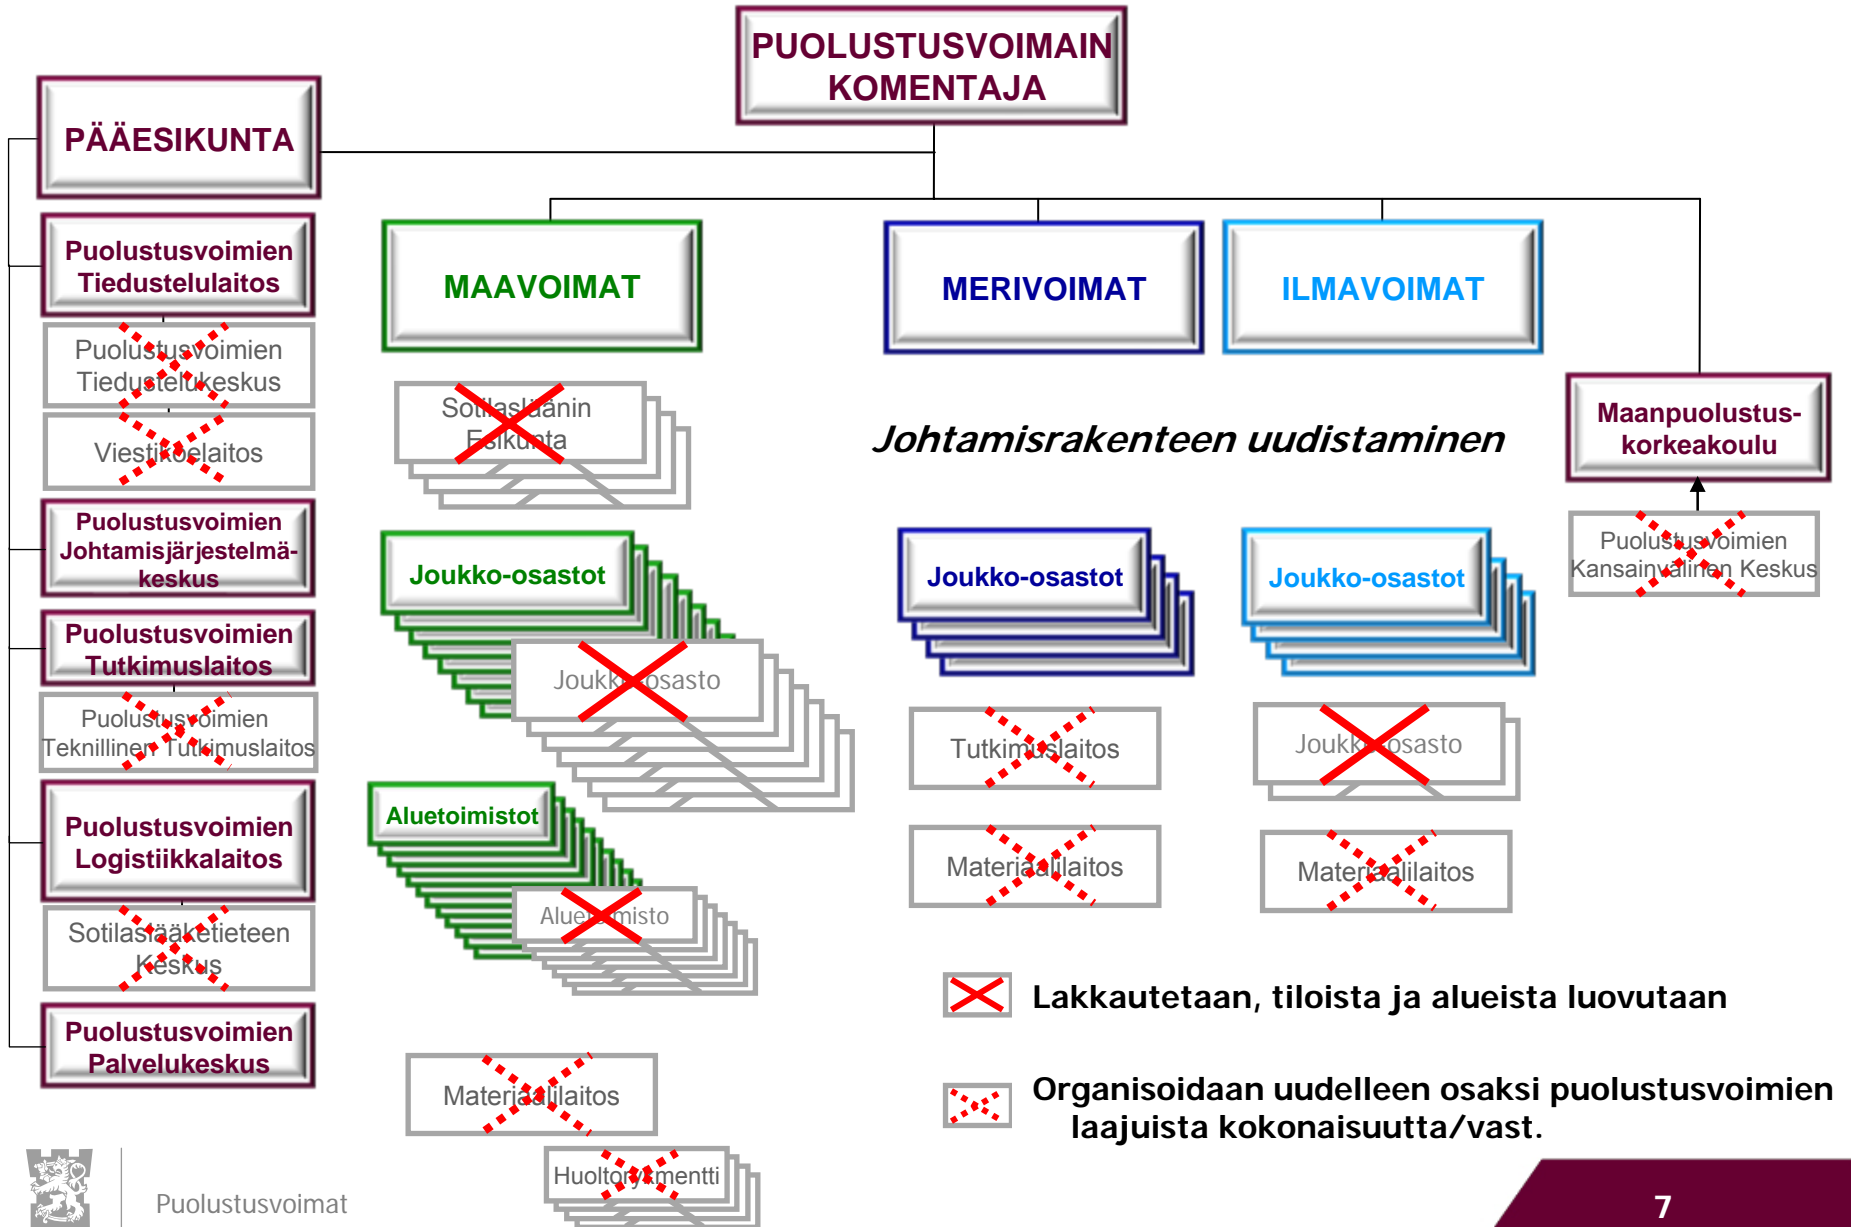 PUOLUSTUSVOIMAIN
KOMENTAJA
PÄÄESIKUNTA
Puolustusvoimien
Tiedustelulaitos
Puolustusvoimien
Tiedustelukeskus
Viestikoelaitos
Puolustusvoimien
Johtamisjärjestelmä-
keskus
Puolustusvoimien
Tutkimuslaitos
Puolustusvoimien
Teknillinen Tutkimuslaitos
Puolustusvoimien
Logistiikkalaitos
Sotilaslääketieteen
Keskus
Puolustusvoimien
Palvelukeskus
MAAVOIMAT
Sotilasläänin
Esikunta
Joukko-osastot
Joukko-osasto
Aluetoimistot
Aluetoimisto
Materiaalilaitos
Huoltorykmentti
MERIVOIMAT
ILMAVOIMAT
Johtamisrakenteen uudistaminen
Joukko-osastot
Tutkimuslaitos
Materiaalilaitos
Joukko-osastot
Joukko-osasto
Materiaalilaitos
Maanpuolustus-
korkeakoulu
Puolustusvoimien
Kansainvälinen Keskus
Lakkautetaan, tiloista ja alueista luovutaan
Organisoidaan uudelleen osaksi puolustusvoimien
laajuista kokonaisuutta/vast.
Puolustusvoimat
7